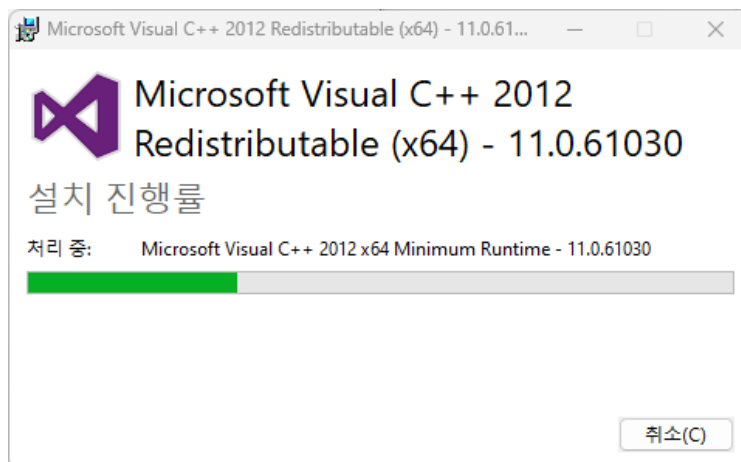 Microsoft Visual C++ 2012 Redistributable (x64) - 11.0.61...
Microsoft Visual C++ 2012
Redistributable (x64) - 11.0.61030
설치 진행률
처리 중: Microsoft Visual C++ 2012 x64 Minimum Runtime - 11.0.61030
취소(C)